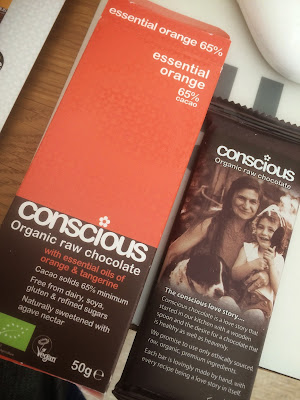 essential orange 65%
essential
orange
65%
cacao
conscious
Organic raw chocolate
with essential oils of
orange & tangerine
Cacao solids 65% minimum
Free from dairy, soya
gluten & refined sugars
Naturally sweetened with
agave nectar
Vegan
50g e
conscious
Organic raw chocolate
The conscious love story...
Conscious chocolate is a love story that
started in our kitchen with a wooden
spoon and the desire for a chocolate that
is healthy as well as heavenly.
We promise to use only ethically sourced
raw, organic, premium ingredients.
Each bar is lovingly made by hand, with
every recipe being a love story in itself.